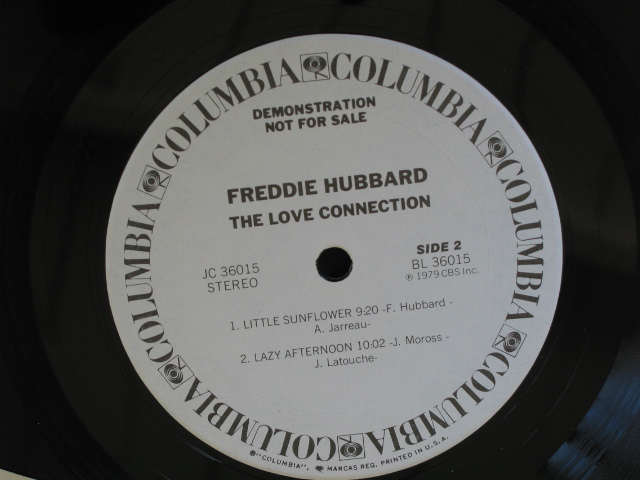 COLUMBIA COLUMBIA COLUMBIA COLUMBIA COLUMBIA COLUMBIA COLUMBIA COLUMBIA
DEMONSTRATION
NOT FOR SALE
FREDDIE HUBBARD
THE LOVE CONNECTION
JC 36015
STEREO
SIDE 2
BL 36015
℗ 1979 CBS Inc.
1. LITTLE SUNFLOWER 9:20 -F. Hubbard -
A. Jarreau-
2. LAZY AFTERNOON 10:02 -J. Moross -
J. Latouche-
®"COLUMBIA", MARCAS REG. PRINTED IN U.S.A.